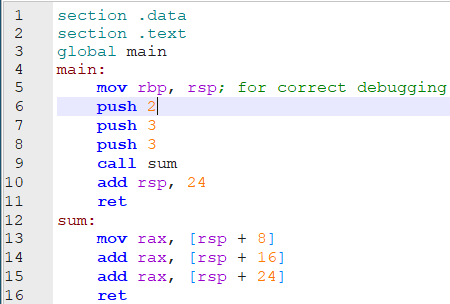 1 section .data
2 section .text
3 global main
4 main:
5     mov rbp, rsp; for correct debugging
6     push 2
7     push 3
8     push 3
9     call sum
10     add rsp, 24
11     ret
12 sum:
13     mov rax, [rsp + 8]
14     add rax, [rsp + 16]
15     add rax, [rsp + 24]
16     ret